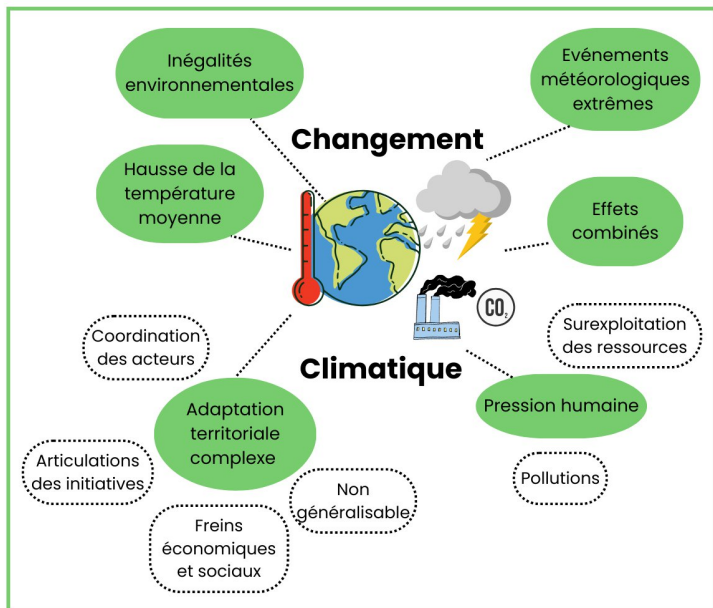 Inégalités
environnementales
Evénements
météorologiques
extrêmes
Changement
Hausse de la
température
moyenne
Effets
combinés
CO₂
Coordination
des acteurs
Surexploitation
des ressources
Climatique
Adaptation
territoriale
complexe
Pression humaine
Articulations
des initiatives
Pollutions
Non
généralisable
Freins
économiques
et sociaux